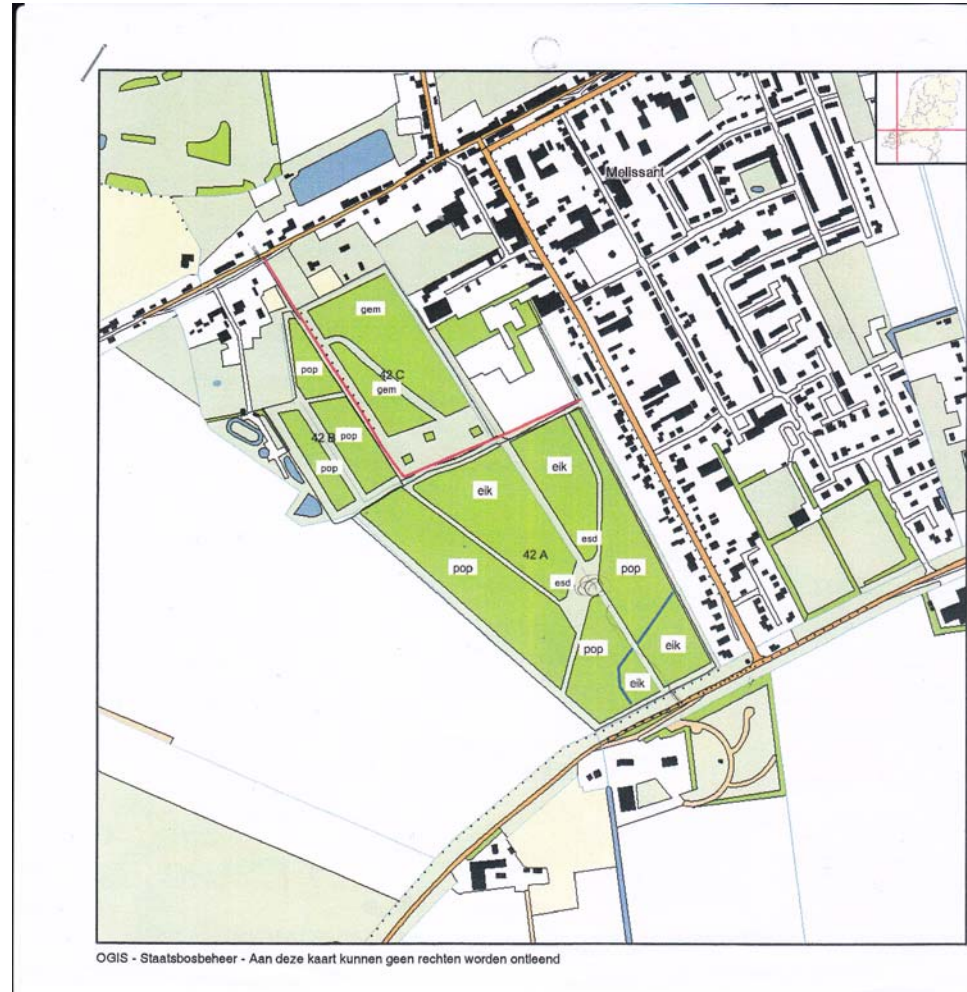 Melissant
gem
42 C
gem
pop
pop
42 B
pop
eik
eik
esd
42 A
pop
pop
esd
pop
eik
eik
OGIS - Staatsbosbeheer - Aan deze kaart kunnen geen rechten worden ontleend